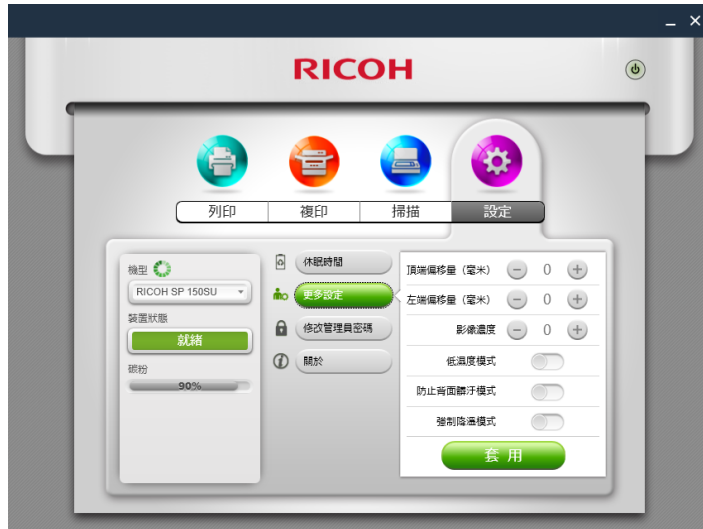 RICOH
列印
複印
掃描
設定
機型
RICOH SP 150SU
裝置狀態
就緒
碳粉
90%
休眠時間
更多設定
修改管理員密碼
關於
頂端偏移量（毫米） 0
左端偏移量（毫米） 0
影像濃度 0
低濕度模式
防止背面髒汙模式
強制降溫模式
套 用